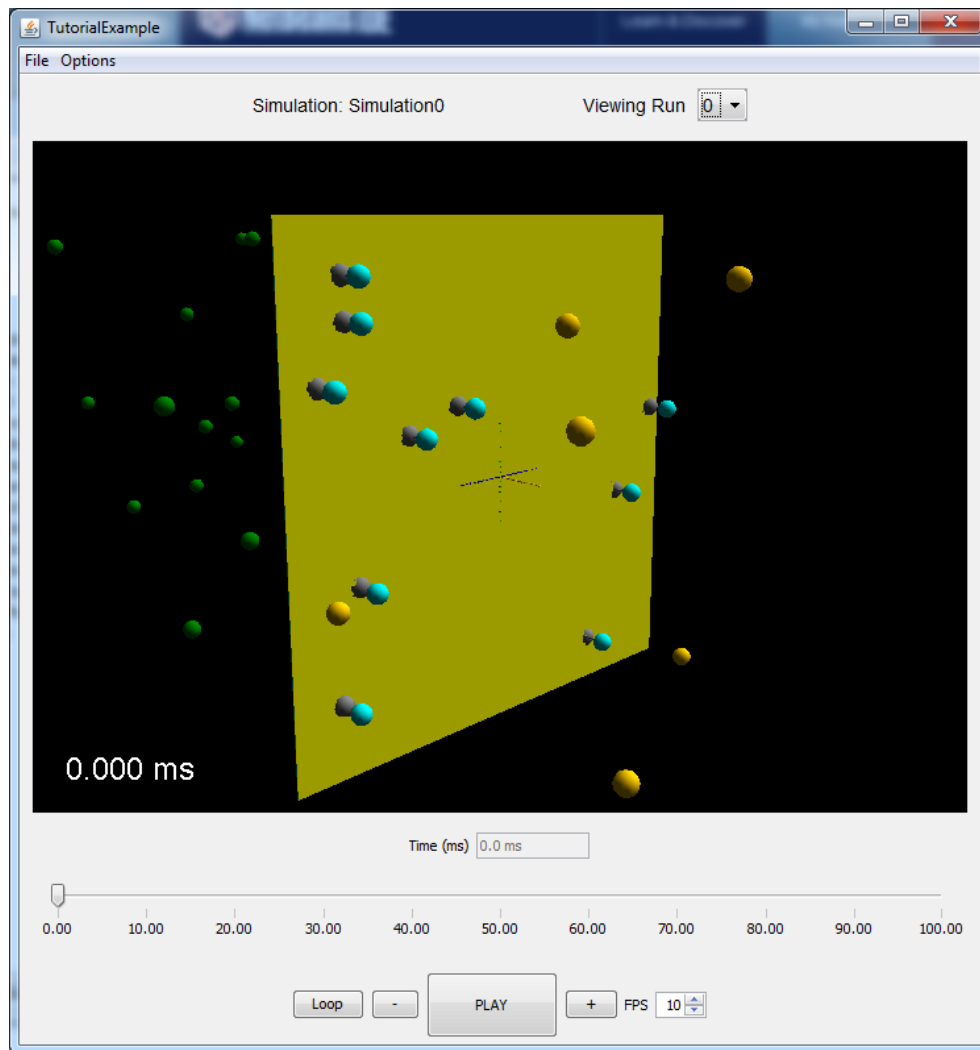 TutorialExample
Learn & Discover
File Options
Simulation: Simulation0 Viewing Run 0
0.000 ms
Time (ms) 0.0 ms
0.00 10.00 20.00 30.00 40.00 50.00 60.00 70.00 80.00 90.00 100.00
Loop - PLAY + FPS 10